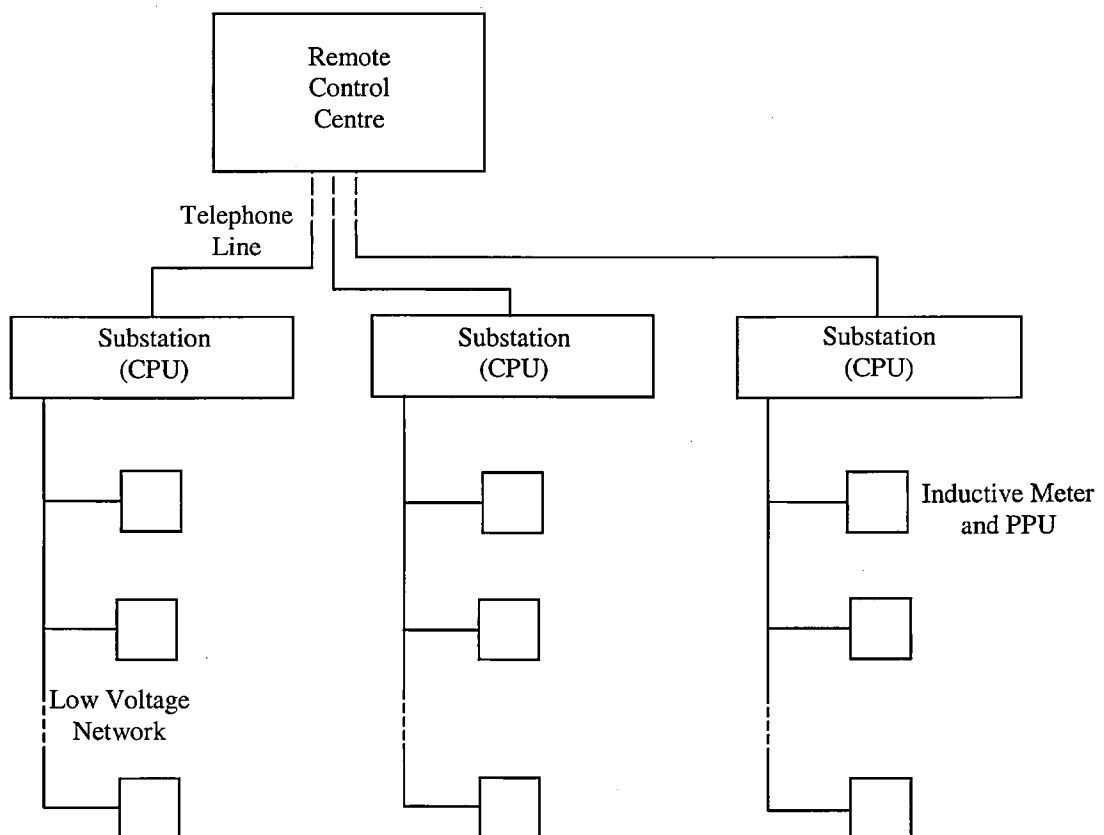 Remote
Control
Centre
Telephone
Line
Substation
(CPU)
Substation
(CPU)
Substation
(CPU)
Inductive Meter
and PPU
Low Voltage
Network